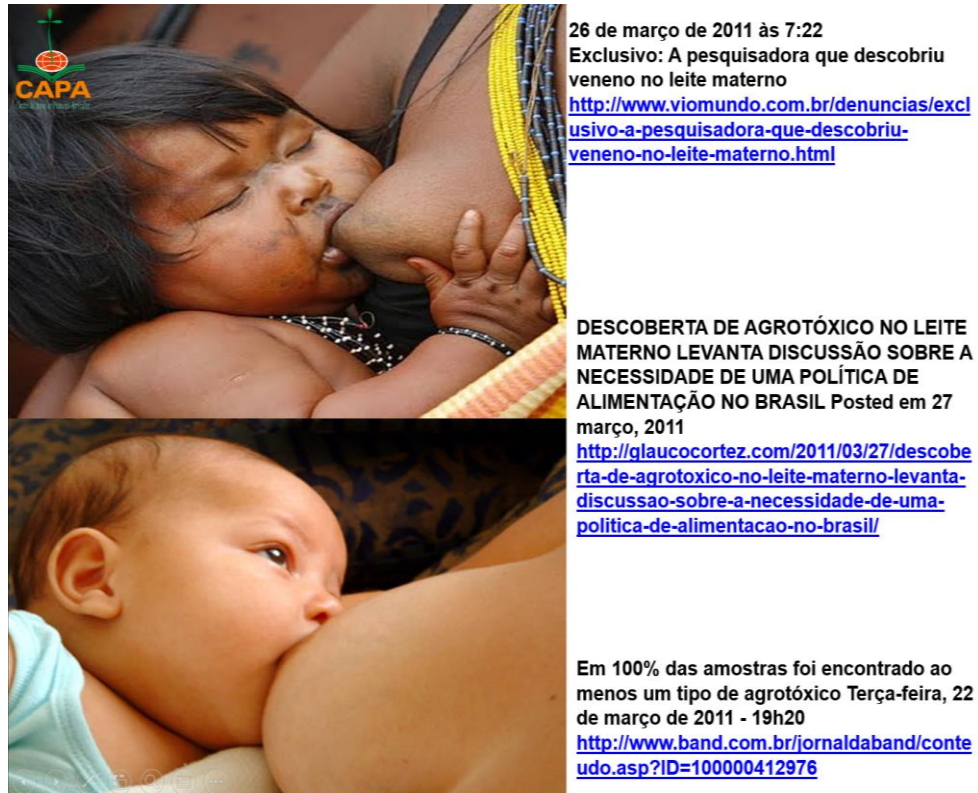 CAPA
26 de março de 2011 às 7:22
Exclusivo: A pesquisadora que descobriu
veneno no leite materno
http://www.viomundo.com.br/denuncias/excl
usivo-a-pesquisadora-que-descobriu-
veneno-no-leite-materno.html
DESCOBERTA DE AGROTÓXICO NO LEITE
MATERNO LEVANTA DISCUSSÃO SOBRE A
NECESSIDADE DE UMA POLÍTICA DE
ALIMENTAÇÃO NO BRASIL Posted em 27
março, 2011
http://glaucocortez.com/2011/03/27/descobe
rta-de-agrotoxico-no-leite-materno-levanta-
discussao-sobre-a-necessidade-de-uma-
politica-de-alimentacao-no-brasil/
Em 100% das amostras foi encontrado ao
menos um tipo de agrotóxico Terça-feira, 22
de março de 2011 - 19h20
http://www.band.com.br/jornaldaband/conte
udo.asp?ID=100000412976